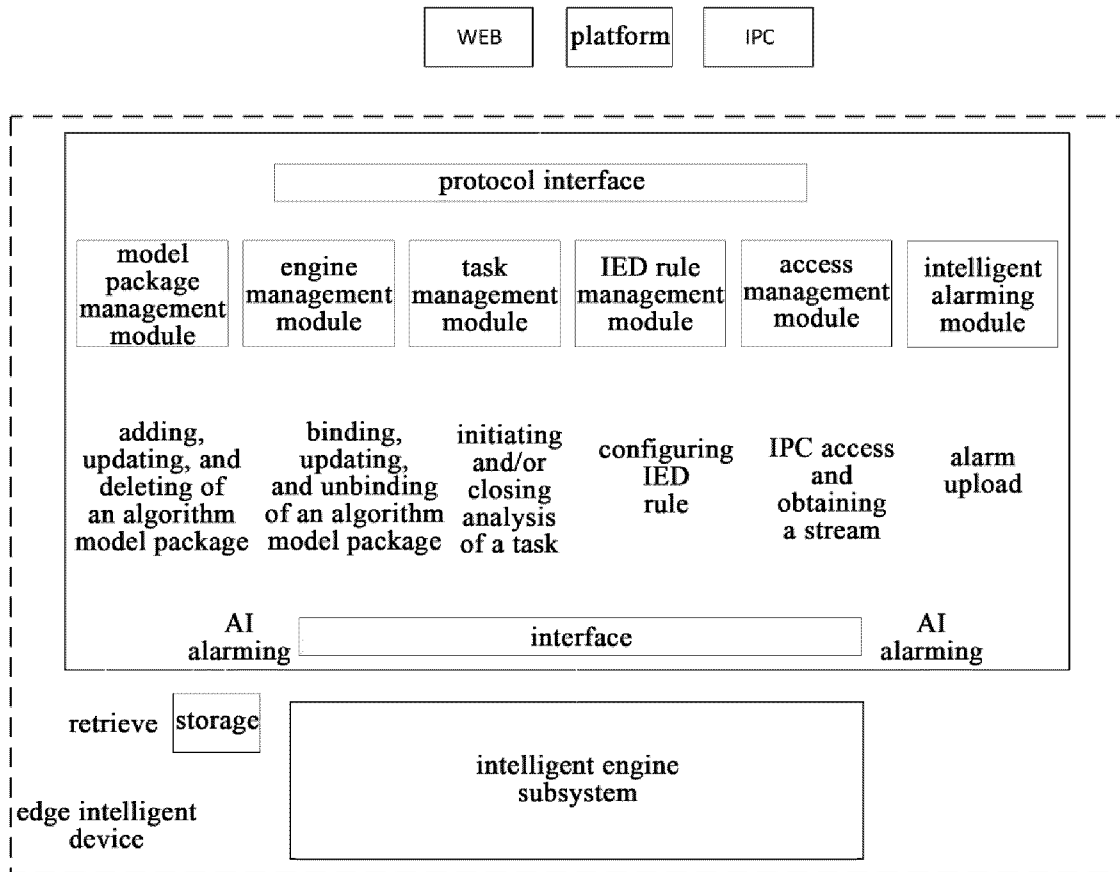 WEB
platform
IPC
protocol interface
model
package
management
module
engine
management
module
task
management
module
IED rule
management
module
access
management
module
intelligent
alarming
module
adding,
updating, and
deleting of
an algorithm
model package
binding,
updating,
and unbinding
of an algorithm
model package
initiating
and/or
closing
analysis
of a task
configuring
IED
rule
IPC access
and
obtaining
a stream
alarm
upload
AI
alarming
interface
AI
alarming
retrieve
storage
intelligent engine
subsystem
edge intelligent
device